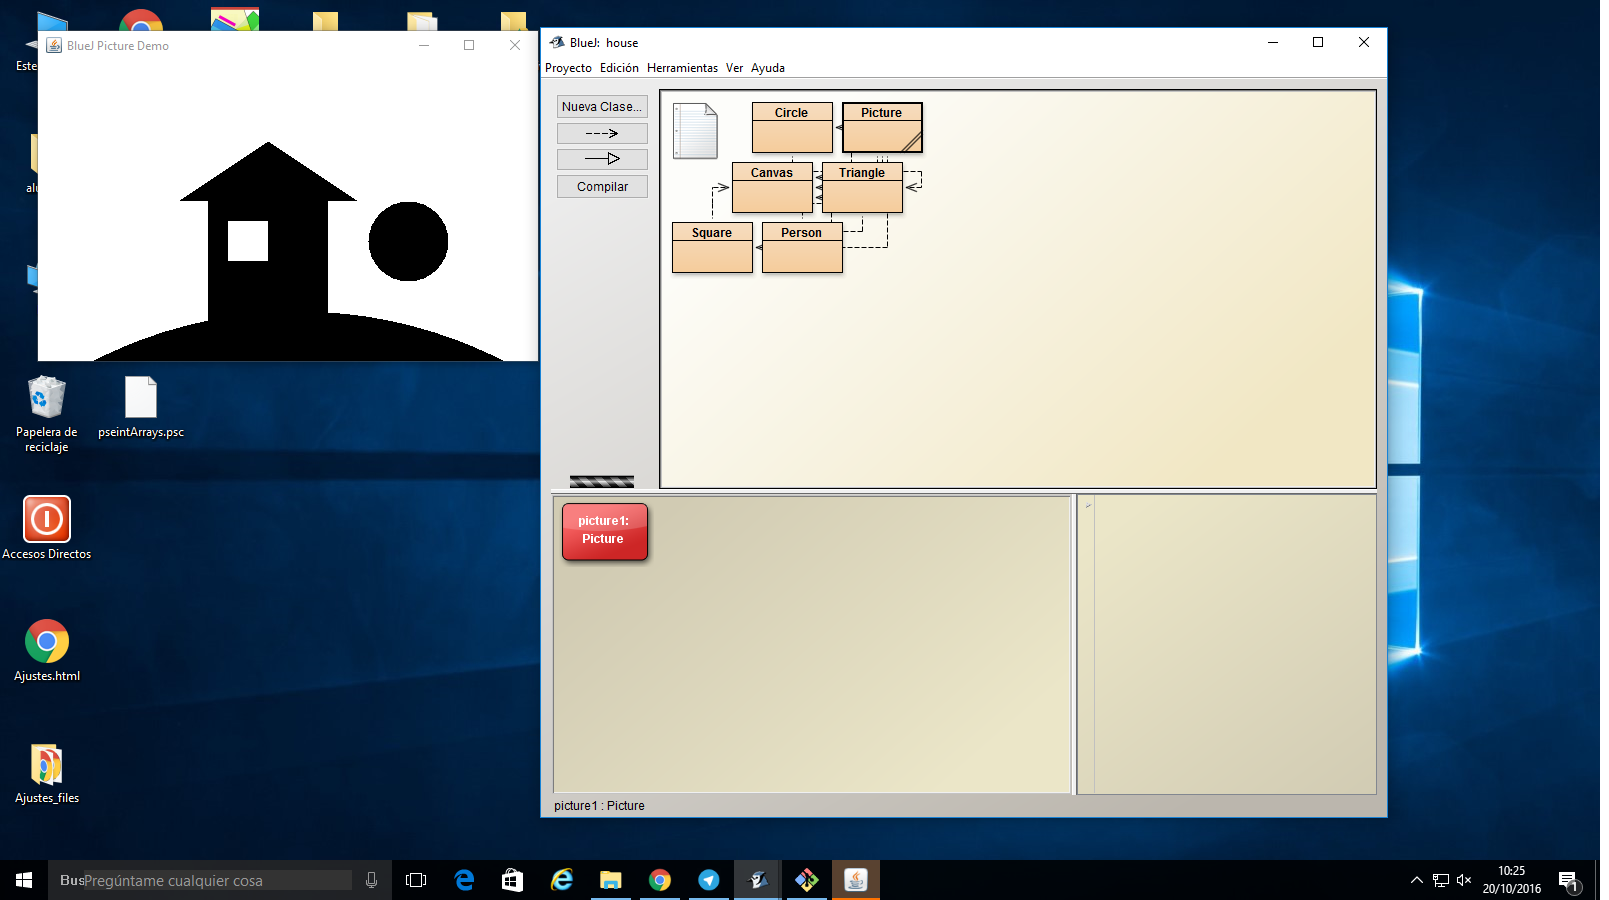 BlueJ Picture Demo
BlueJ: house
Proyecto Edición Herramientas Ver Ayuda
Nueva Clase...
Compilar
Circle
Picture
Canvas
Triangle
Square
Person
Este
Papelera de
reciclaje
pseintArrays.psc
Accesos Directos
Ajustes.html
Ajustes_files
picture1:
Picture
picture1 : Picture
Pregúntame cualquier cosa
10:25
20/10/2016
1